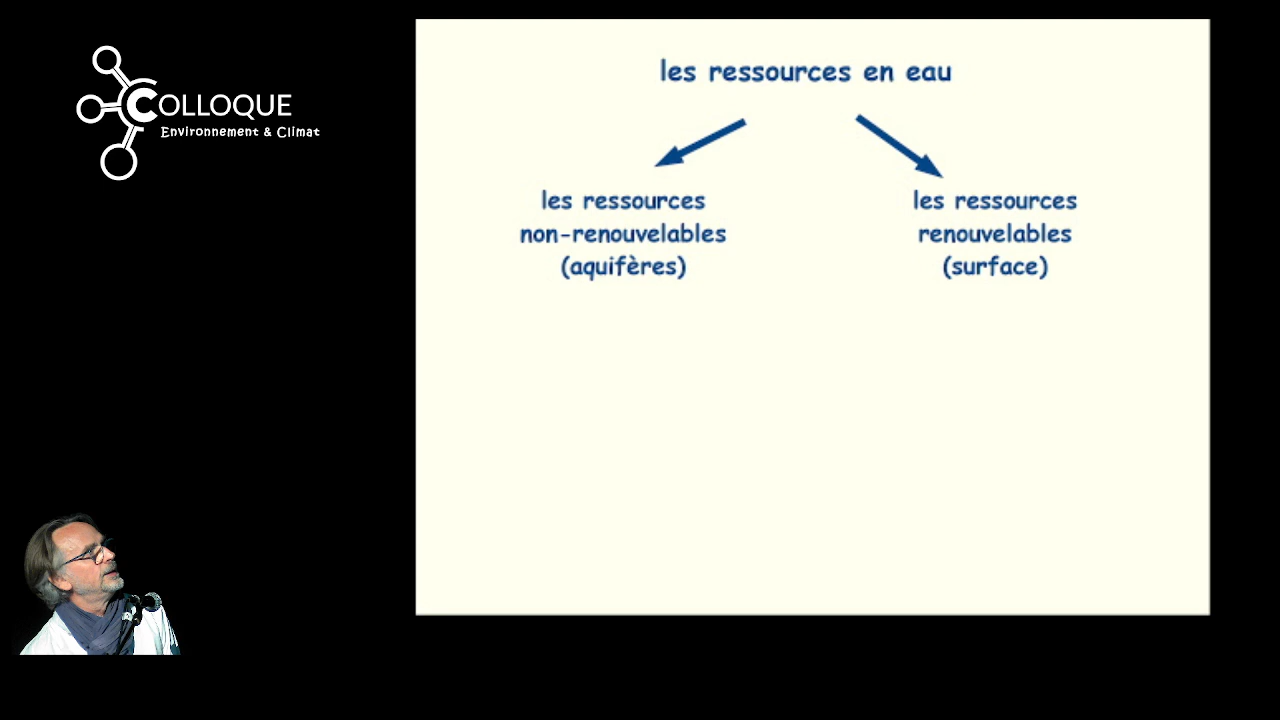 COLLOQUE
Environnement & Climat
les ressources en eau
les ressources
non-renouvelables
(aquifères)
les ressources
renouvelables
(surface)